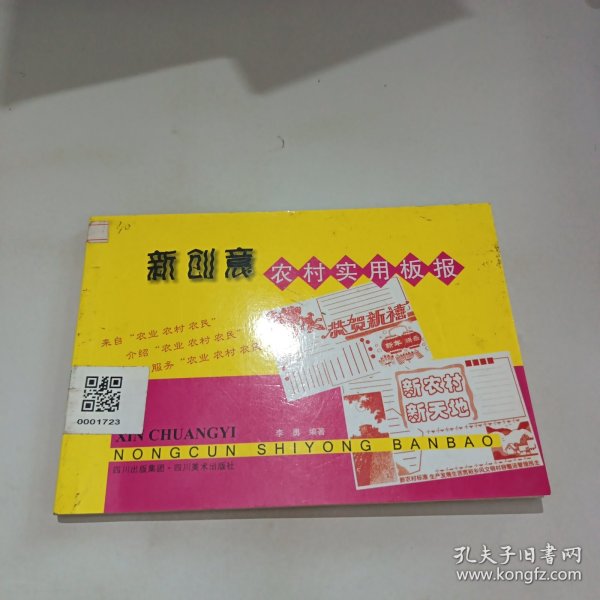 10
新创意
农村实用板报
来自“农业 农村 农民”
介绍“农业 农村 农民”
服务“农业 农村 农民
恭贺新禧
新农村
新天地
0001723
XIN CHUANGYI
李勇 编著
NONGCUN SHIYONG BANBAO
四川出版集团·四川美术出版社
孔夫子旧书网
www.kongfz.com